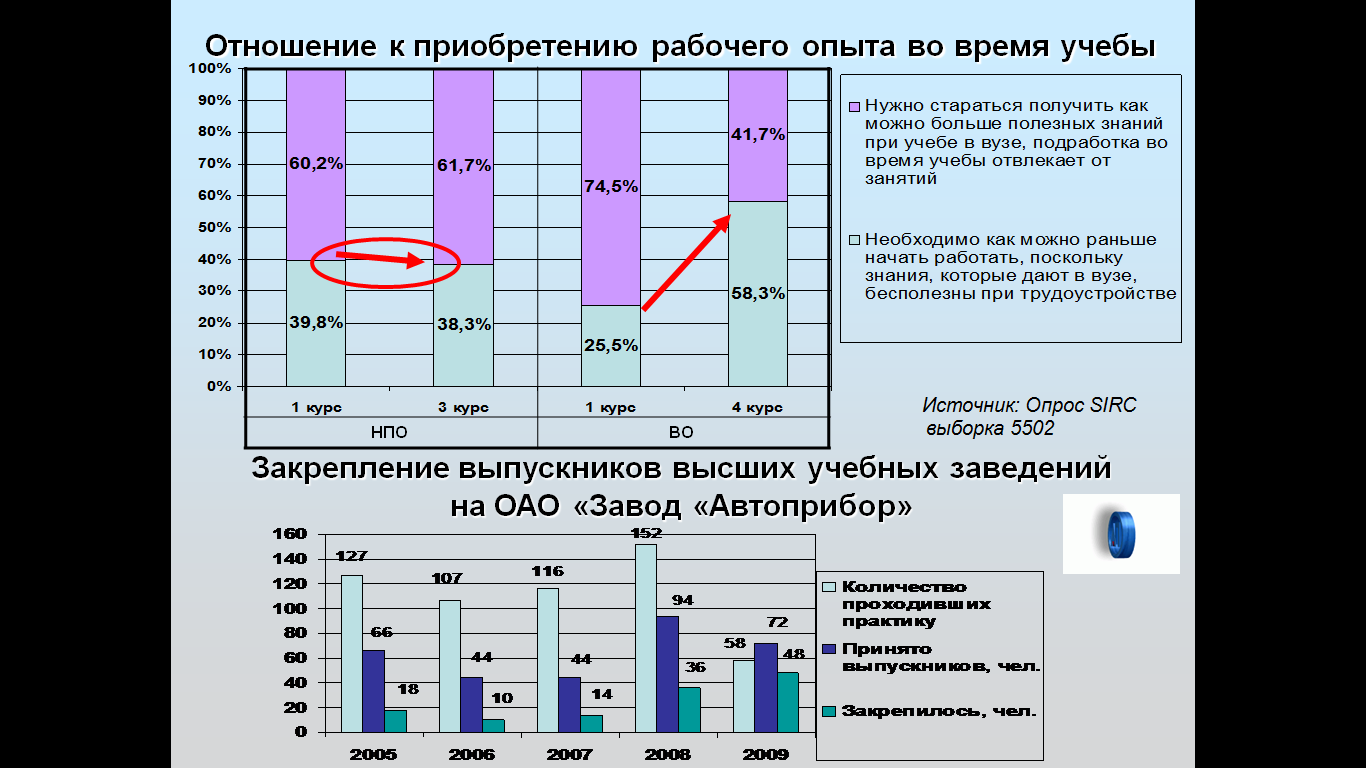 Отношение к приобретению рабочего опыта во время учебы
100%
90%
80%
70%
60%
50%
40%
30%
20%
10%
0%
60,2%
61,7%
74,5%
41,7%
39,8%
38,3%
25,5%
58,3%
1 курс
3 курс
1 курс
4 курс
НПО
ВО
Нужно стараться получить как
можно больше полезных знаний
при учебе в вузе, подработка во
время учебы отвлекает от
занятий
Необходимо как можно раньше
начать работать, поскольку
знания, которые дают в вузе,
бесполезны при трудоустройстве
Источник: Опрос SIRC
выборка 5502
Закрепление выпускников высших учебных заведений
на ОАО «Завод «Автоприбор»
160
140
120
100
80
60
40
20
0
127
66
18
107
44
10
116
44
14
152
94
36
58
72
48
2005
2006
2007
2008
2009
Количество
проходивших
практику
Принято
выпускников, чел.
Закрепилось, чел.